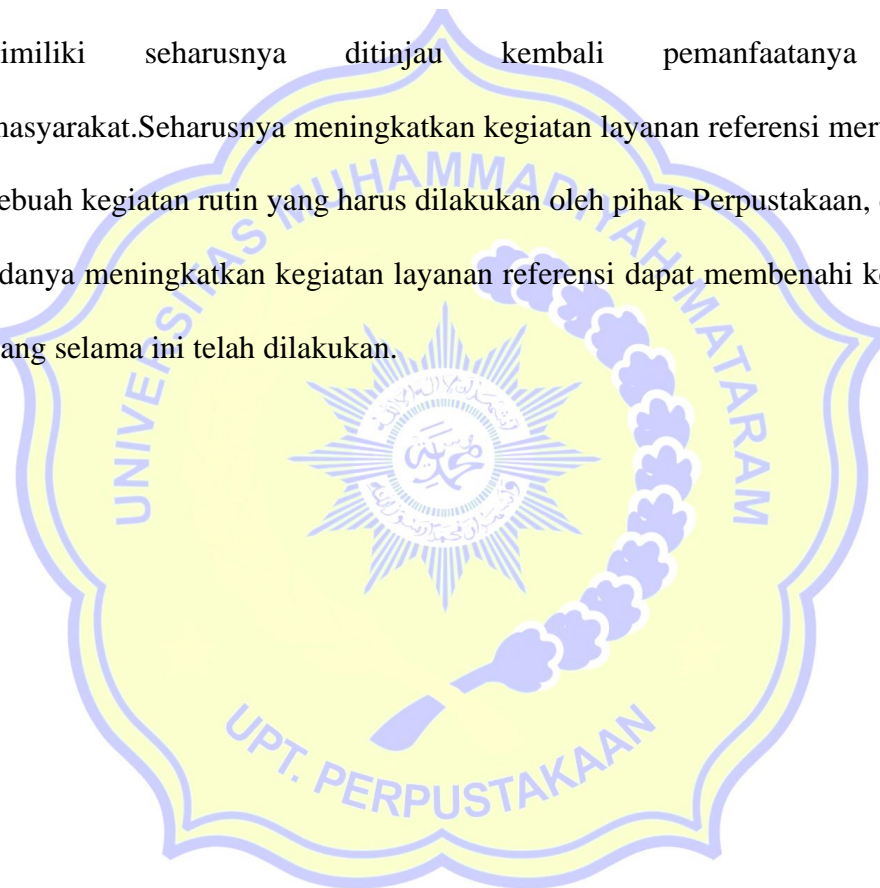 imiliki seharusnya ditinjau kembali pemanfaatanya
masyarakat.Seharusnya meningkatkan kegiatan layanan referensi mer
ebuah kegiatan rutin yang harus dilakukan oleh pihak Perpustakaan,
danya meningkatkan kegiatan layanan referensi dapat membenahi k
ang selama ini telah dilakukan.
UNIVERSITAS MUHAMMADIYAH MATARAM
محمدية
UPT. PERPUSTAKAAN